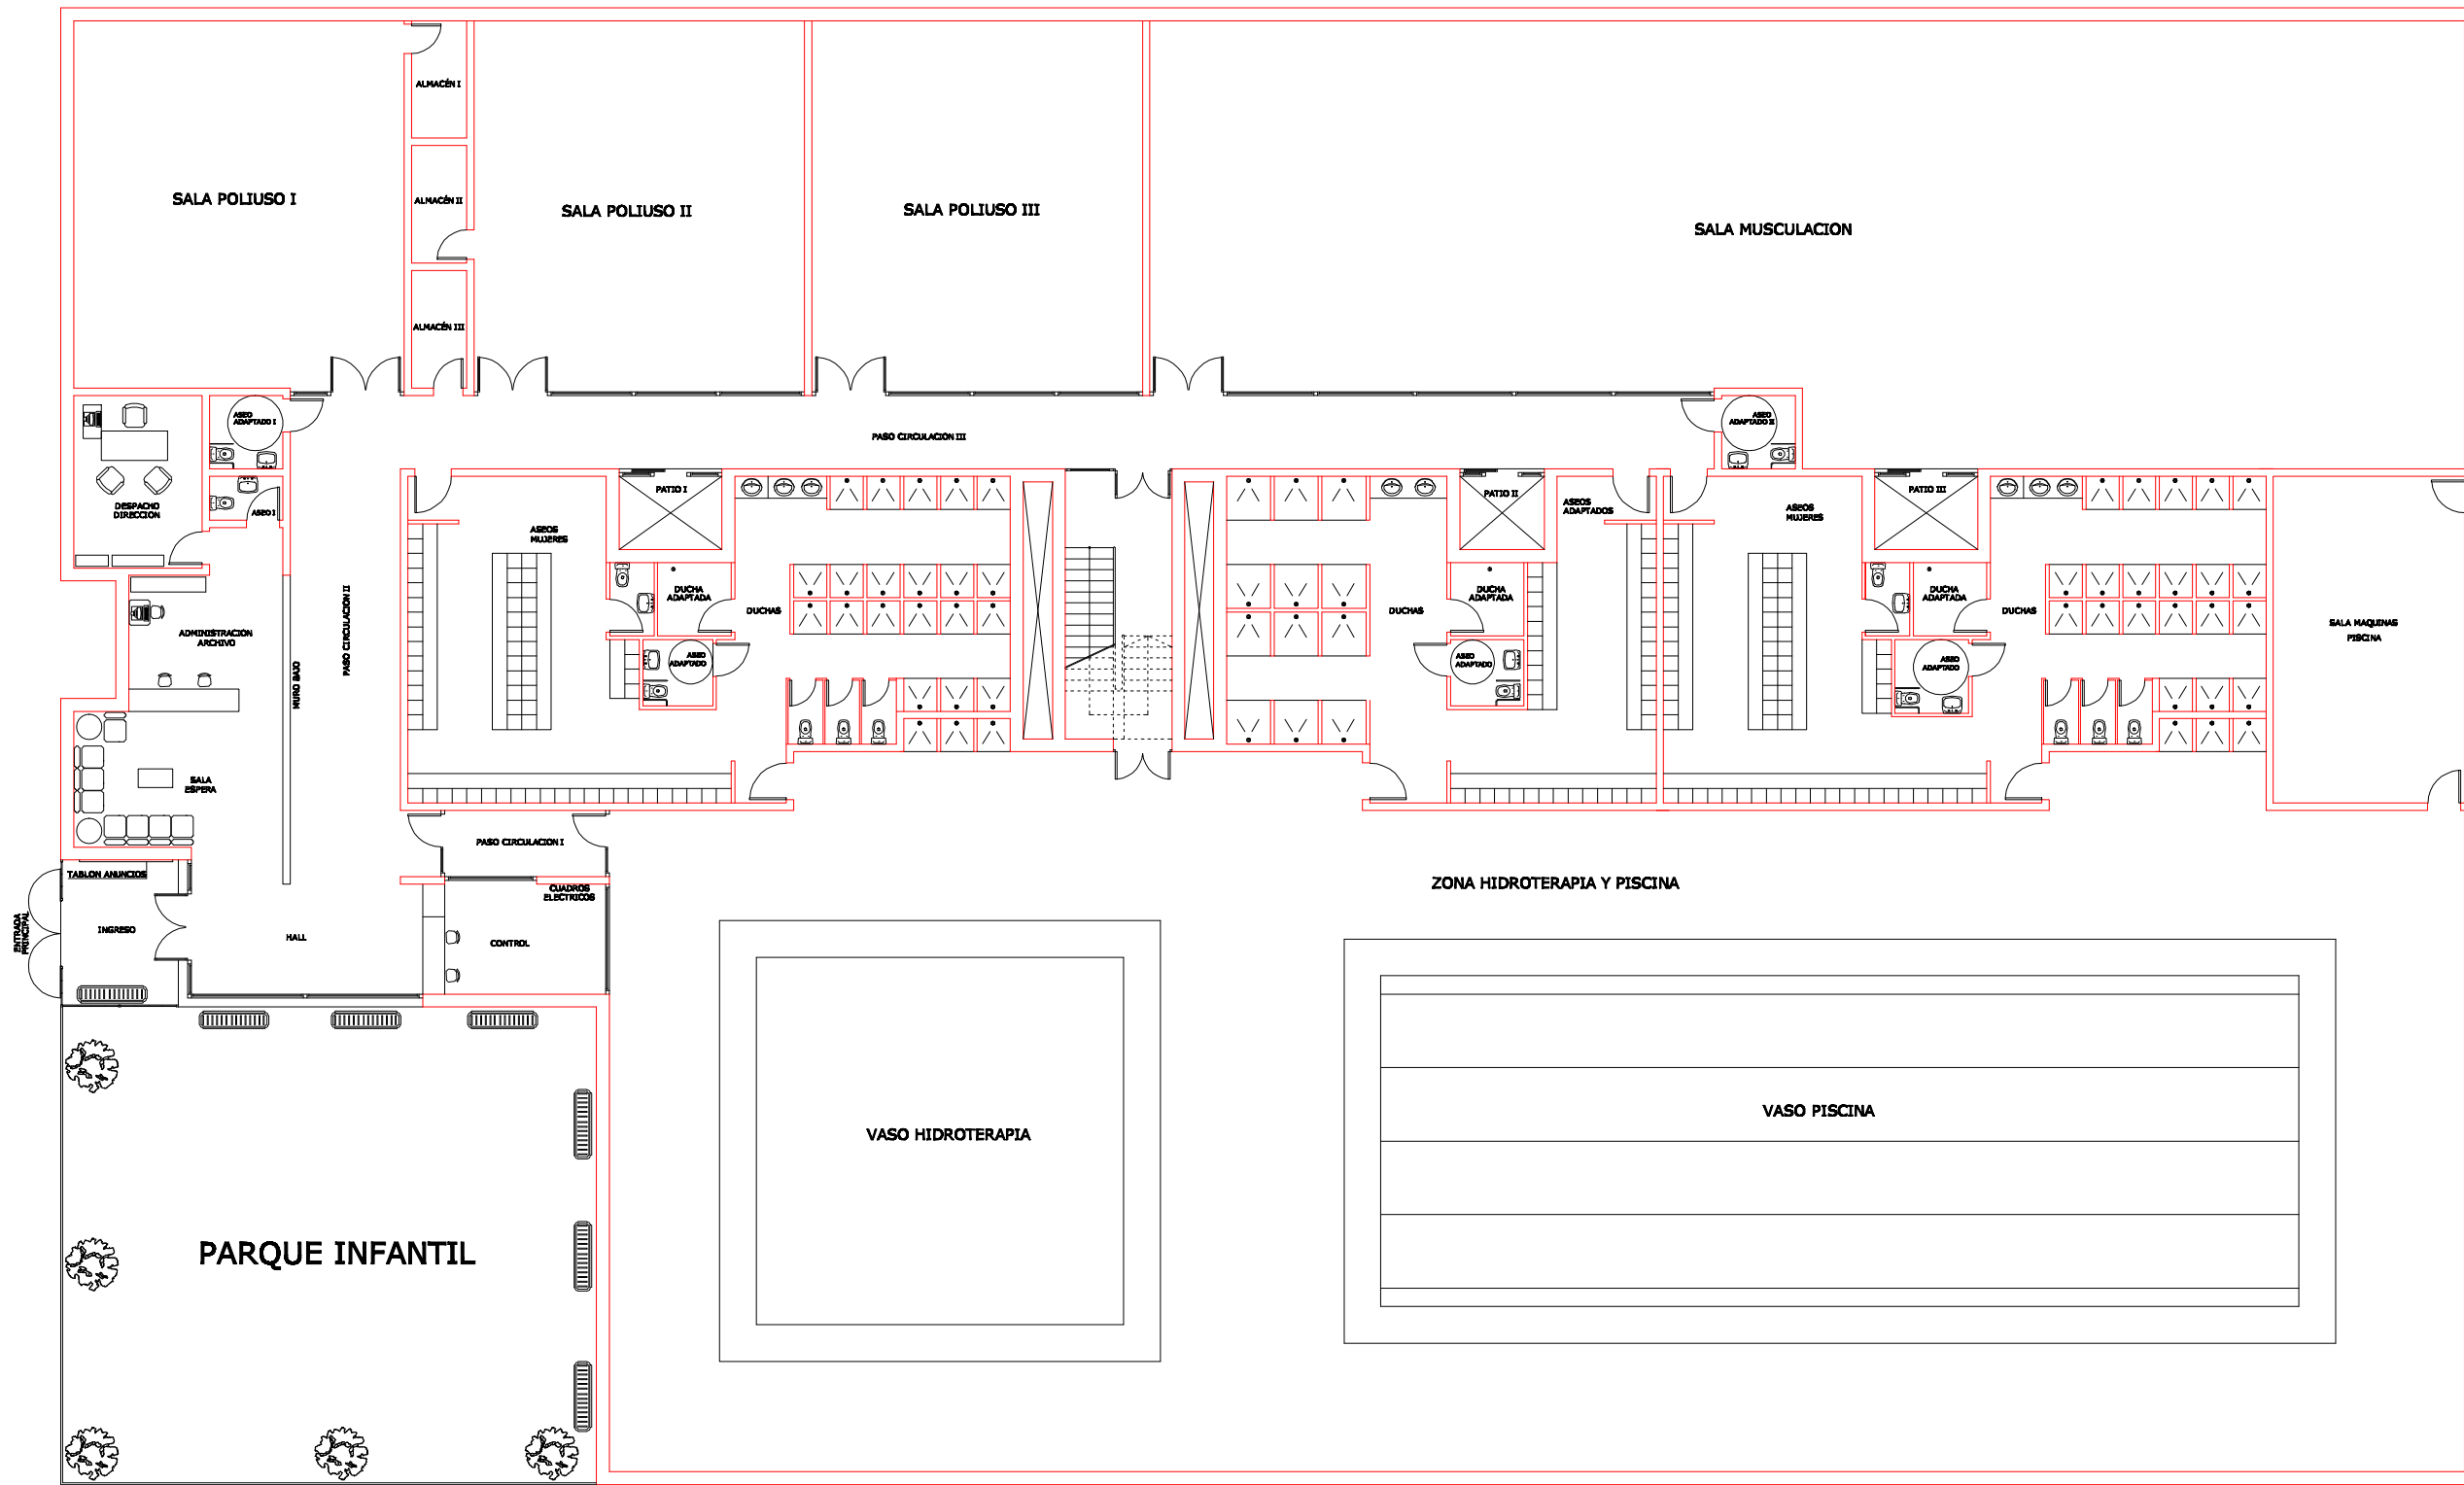 ALMACÉN I
SALA POLIUSO I
ALMACÉN II
SALA POLIUSO II
SALA POLIUSO III
SALA MUSCULACION
ALMACÉN III
ASEO
ADAPTADO I
ASEO
ADAPTADO II
PASO CIRCULACION III
DESPACHO
DIRECCION
ASEO I
PATIO I
PATIO II
PATIO III
ASEOS
MUJERES
ASEOS
ADAPTADOS
ASEOS
MUJERES
DUCHA
ADAPTADA
DUCHAS
DUCHAS
DUCHA
ADAPTADA
DUCHA
ADAPTADA
DUCHAS
SALA MAQUINAS
PISCINA
ADMINISTRACIÓN
ARCHIVO
PASO CIRCULACION II
MURO BAJO
ASEO
ADAPTADO
ASEO
ADAPTADO
ASEO
ADAPTADO
SALA
ESPERA
PASO CIRCULACION I
TABLON ANUNCIOS
CUADROS
ELECTRICOS
ZONA HIDROTERAPIA Y PISCINA
ENTRADA
PRINCIPAL
INGRESO
HALL
CONTROL
VASO PISCINA
VASO HIDROTERAPIA
PARQUE INFANTIL